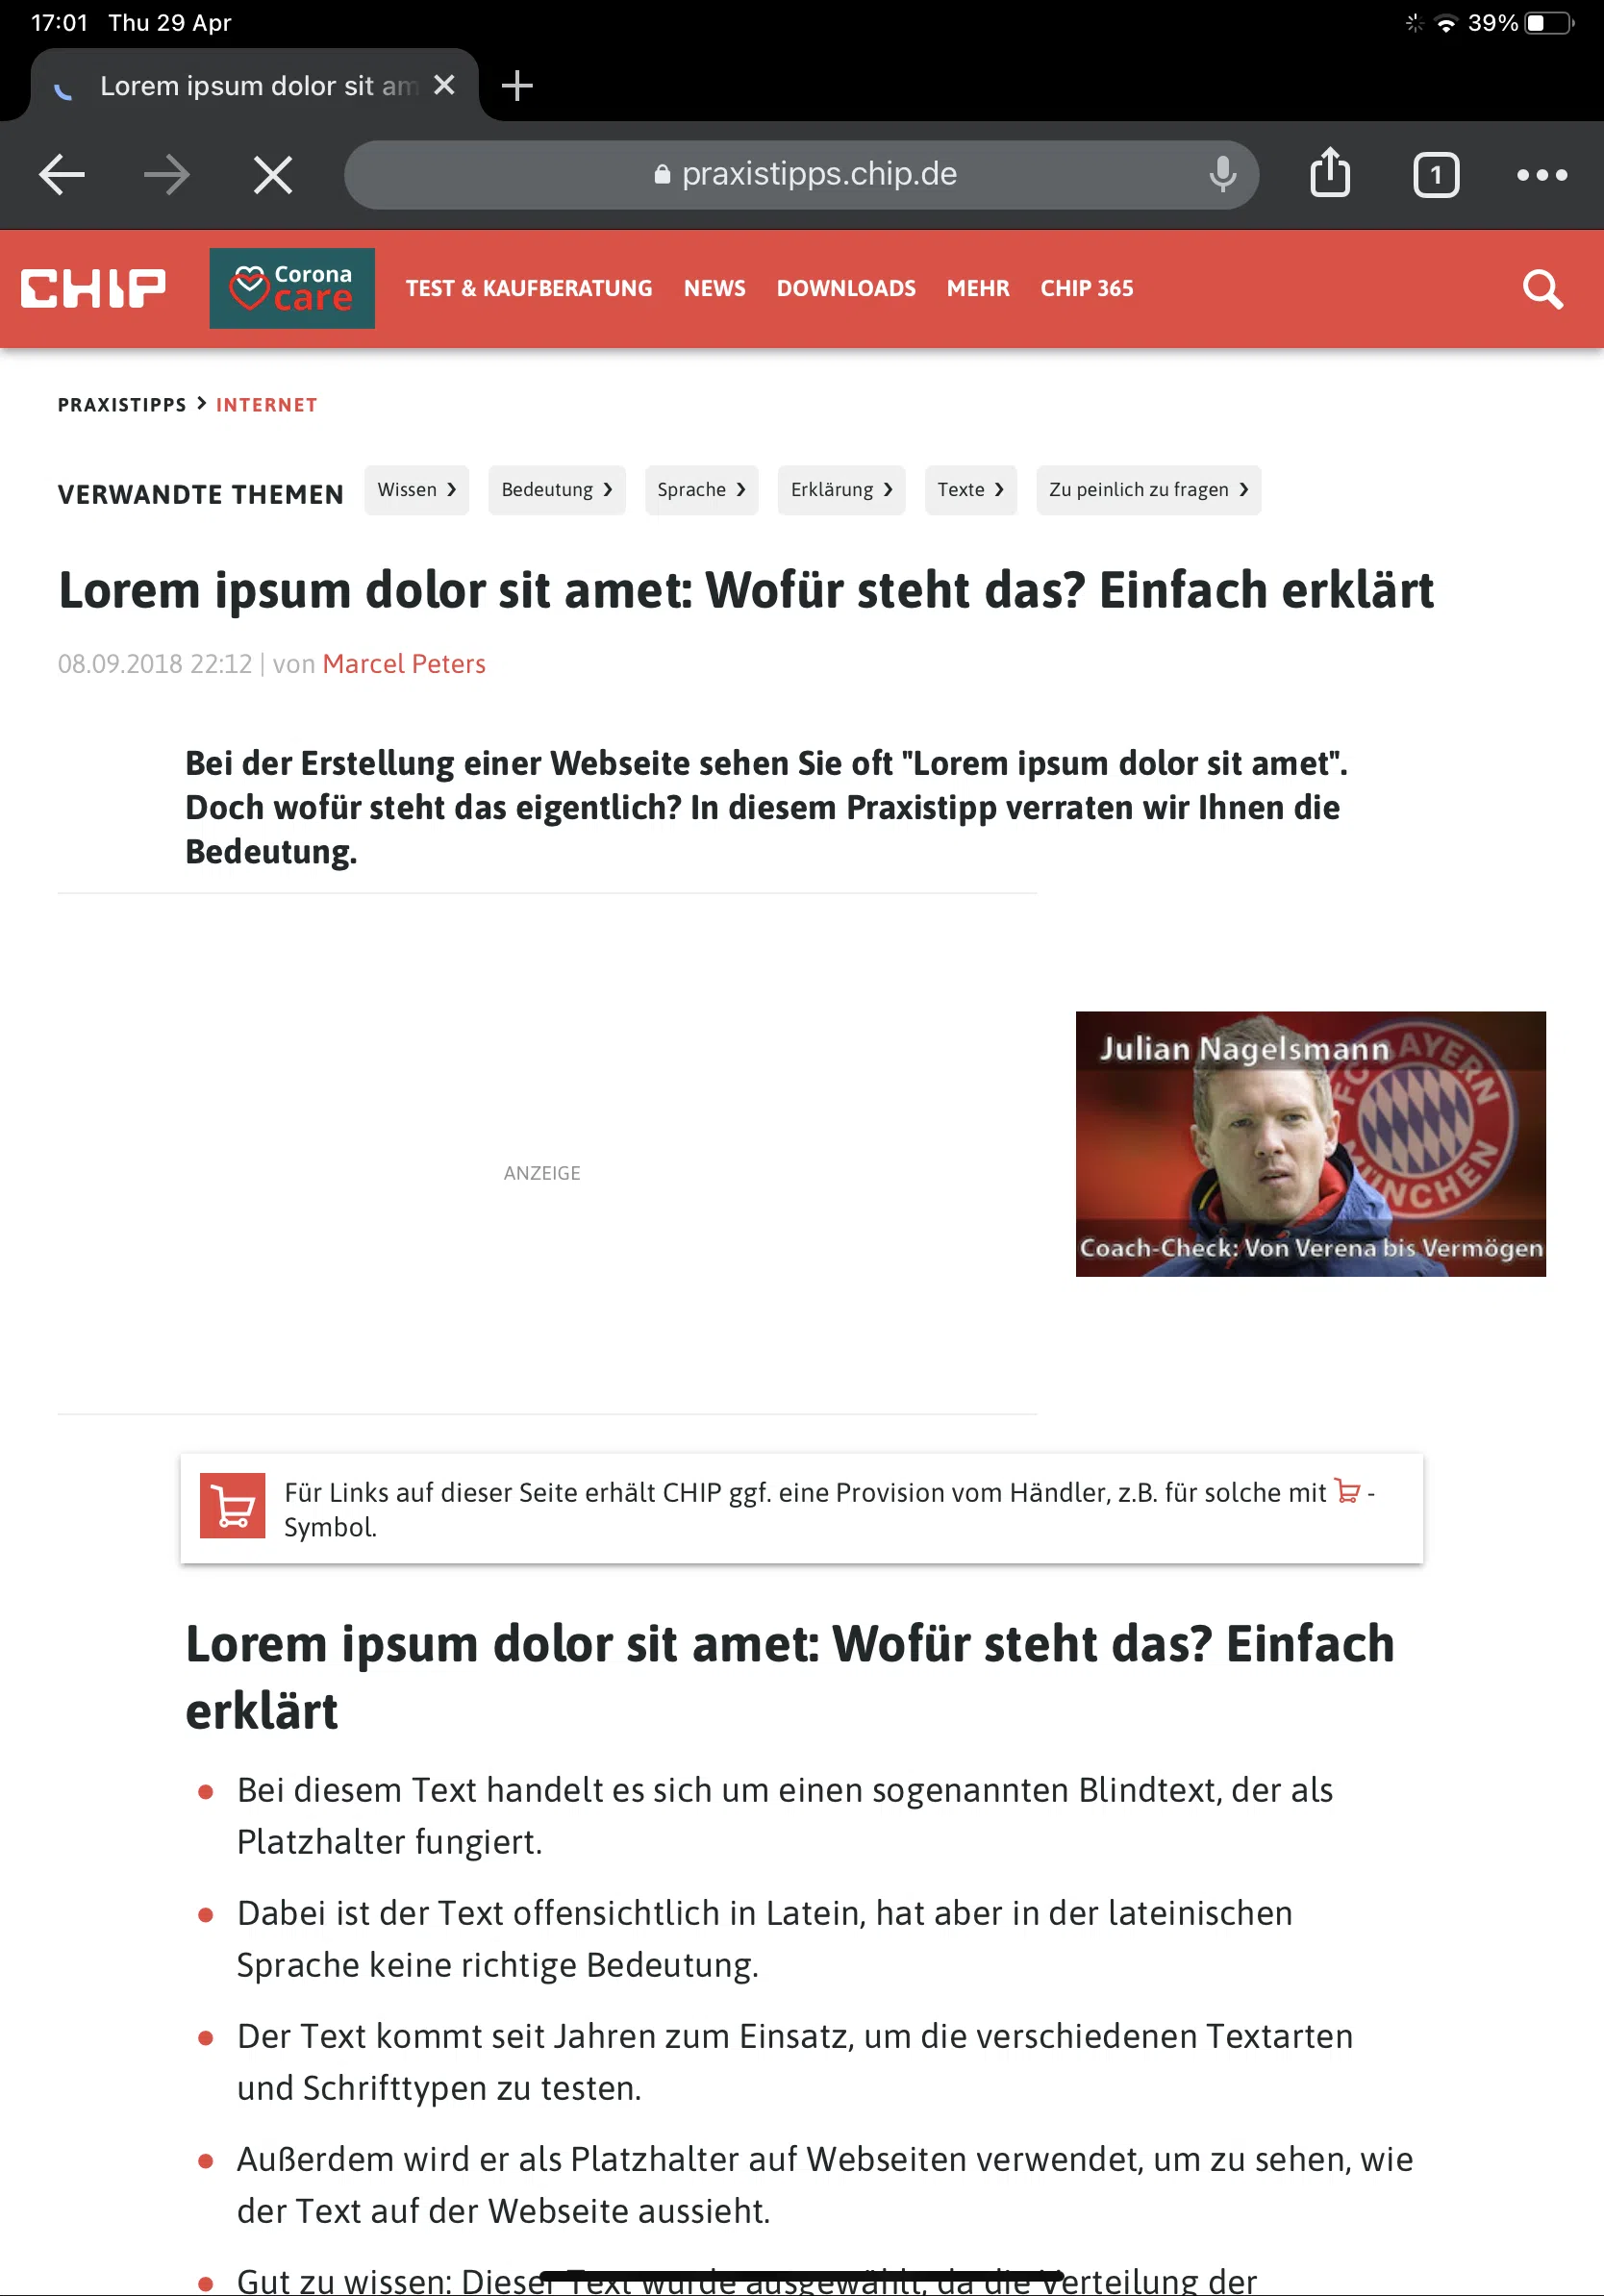 17:01 Thu 29 Apr
39%
Lorem ipsum dolor sit am
praxistipps.chip.de
1
CHIP
Corona
care
TEST & KAUFBERATUNG NEWS DOWNLOADS MEHR CHIP 365
PRAXISTIPPS > INTERNET
VERWANDTE THEMEN Wissen > Bedeutung > Sprache > Erklärung > Texte > Zu peinlich zu fragen >
Lorem ipsum dolor sit amet: Wofür steht das? Einfach erklärt
08.09.2018 22:12 | von Marcel Peters
Bei der Erstellung einer Webseite sehen Sie oft "Lorem ipsum dolor sit amet".
Doch wofür steht das eigentlich? In diesem Praxistipp verraten wir Ihnen die
Bedeutung.
ANZEIGE
Julian Nagelsmann
FC BAYERN
MÜNCHEN
Coach-Check: Von Verena bis Vermögen
Für Links auf dieser Seite erhält CHIP ggf. eine Provision vom Händler, z.B. für solche mit -
Symbol.
Lorem ipsum dolor sit amet: Wofür steht das? Einfach
erklärt
Bei diesem Text handelt es sich um einen sogenannten Blindtext, der als
Platzhalter fungiert.
Dabei ist der Text offensichtlich in Latein, hat aber in der lateinischen
Sprache keine richtige Bedeutung.
Der Text kommt seit Jahren zum Einsatz, um die verschiedenen Textarten
und Schrifttypen zu testen.
Außerdem wird er als Platzhalter auf Webseiten verwendet, um zu sehen, wie
der Text auf der Webseite aussieht.
Gut zu wissen: Dieser Text wurde ausgewählt, da die Verteilung der